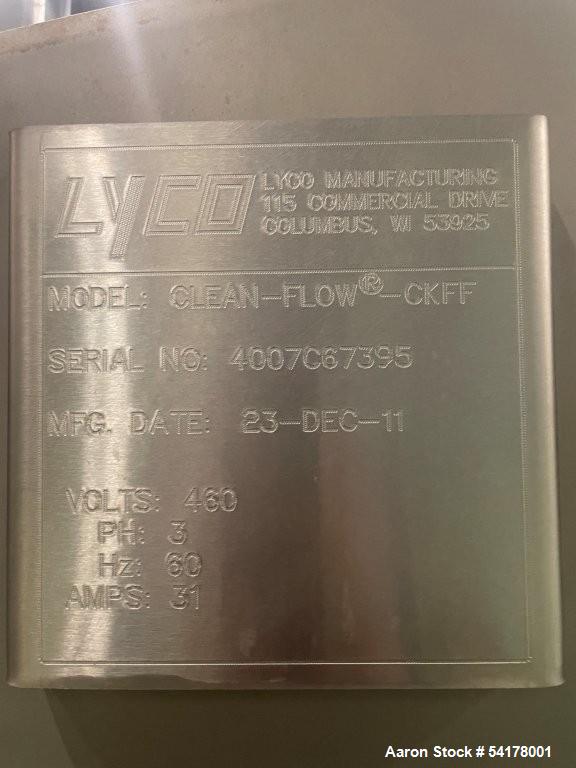 LYCO
LYCO MANUFACTURING
115 COMMERCIAL DRIVE
COLUMBUS, WI 53925
MODEL: CLEAN-FLOW®-CKFF
SERIAL NO: 4007C67395
MFG. DATE: 23-DEC-11
VOLTS: 460
PH: 3
Hz: 60
AMPS: 31
Aaron Stock # 54178001